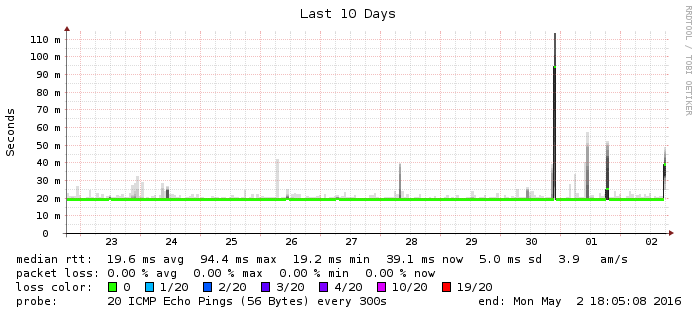 Last 10 Days
RRDTOOL / TOBI OETIKER
Seconds
110 m
100 m
90 m
80 m
70 m
60 m
50 m
40 m
30 m
20 m
10 m
0
23 24 25 26 27 28 29 30 01 02
median rtt: 19.6 ms avg 94.4 ms max 19.2 ms min 39.1 ms now 5.0 ms sd 3.9 am/s
packet loss: 0.00 % avg 0.00 % max 0.00 % min 0.00 % now
loss color: 0 1/20 2/20 3/20 4/20 10/20 19/20
probe: 20 ICMP Echo Pings (56 Bytes) every 300s end: Mon May 2 18:05:08 2016